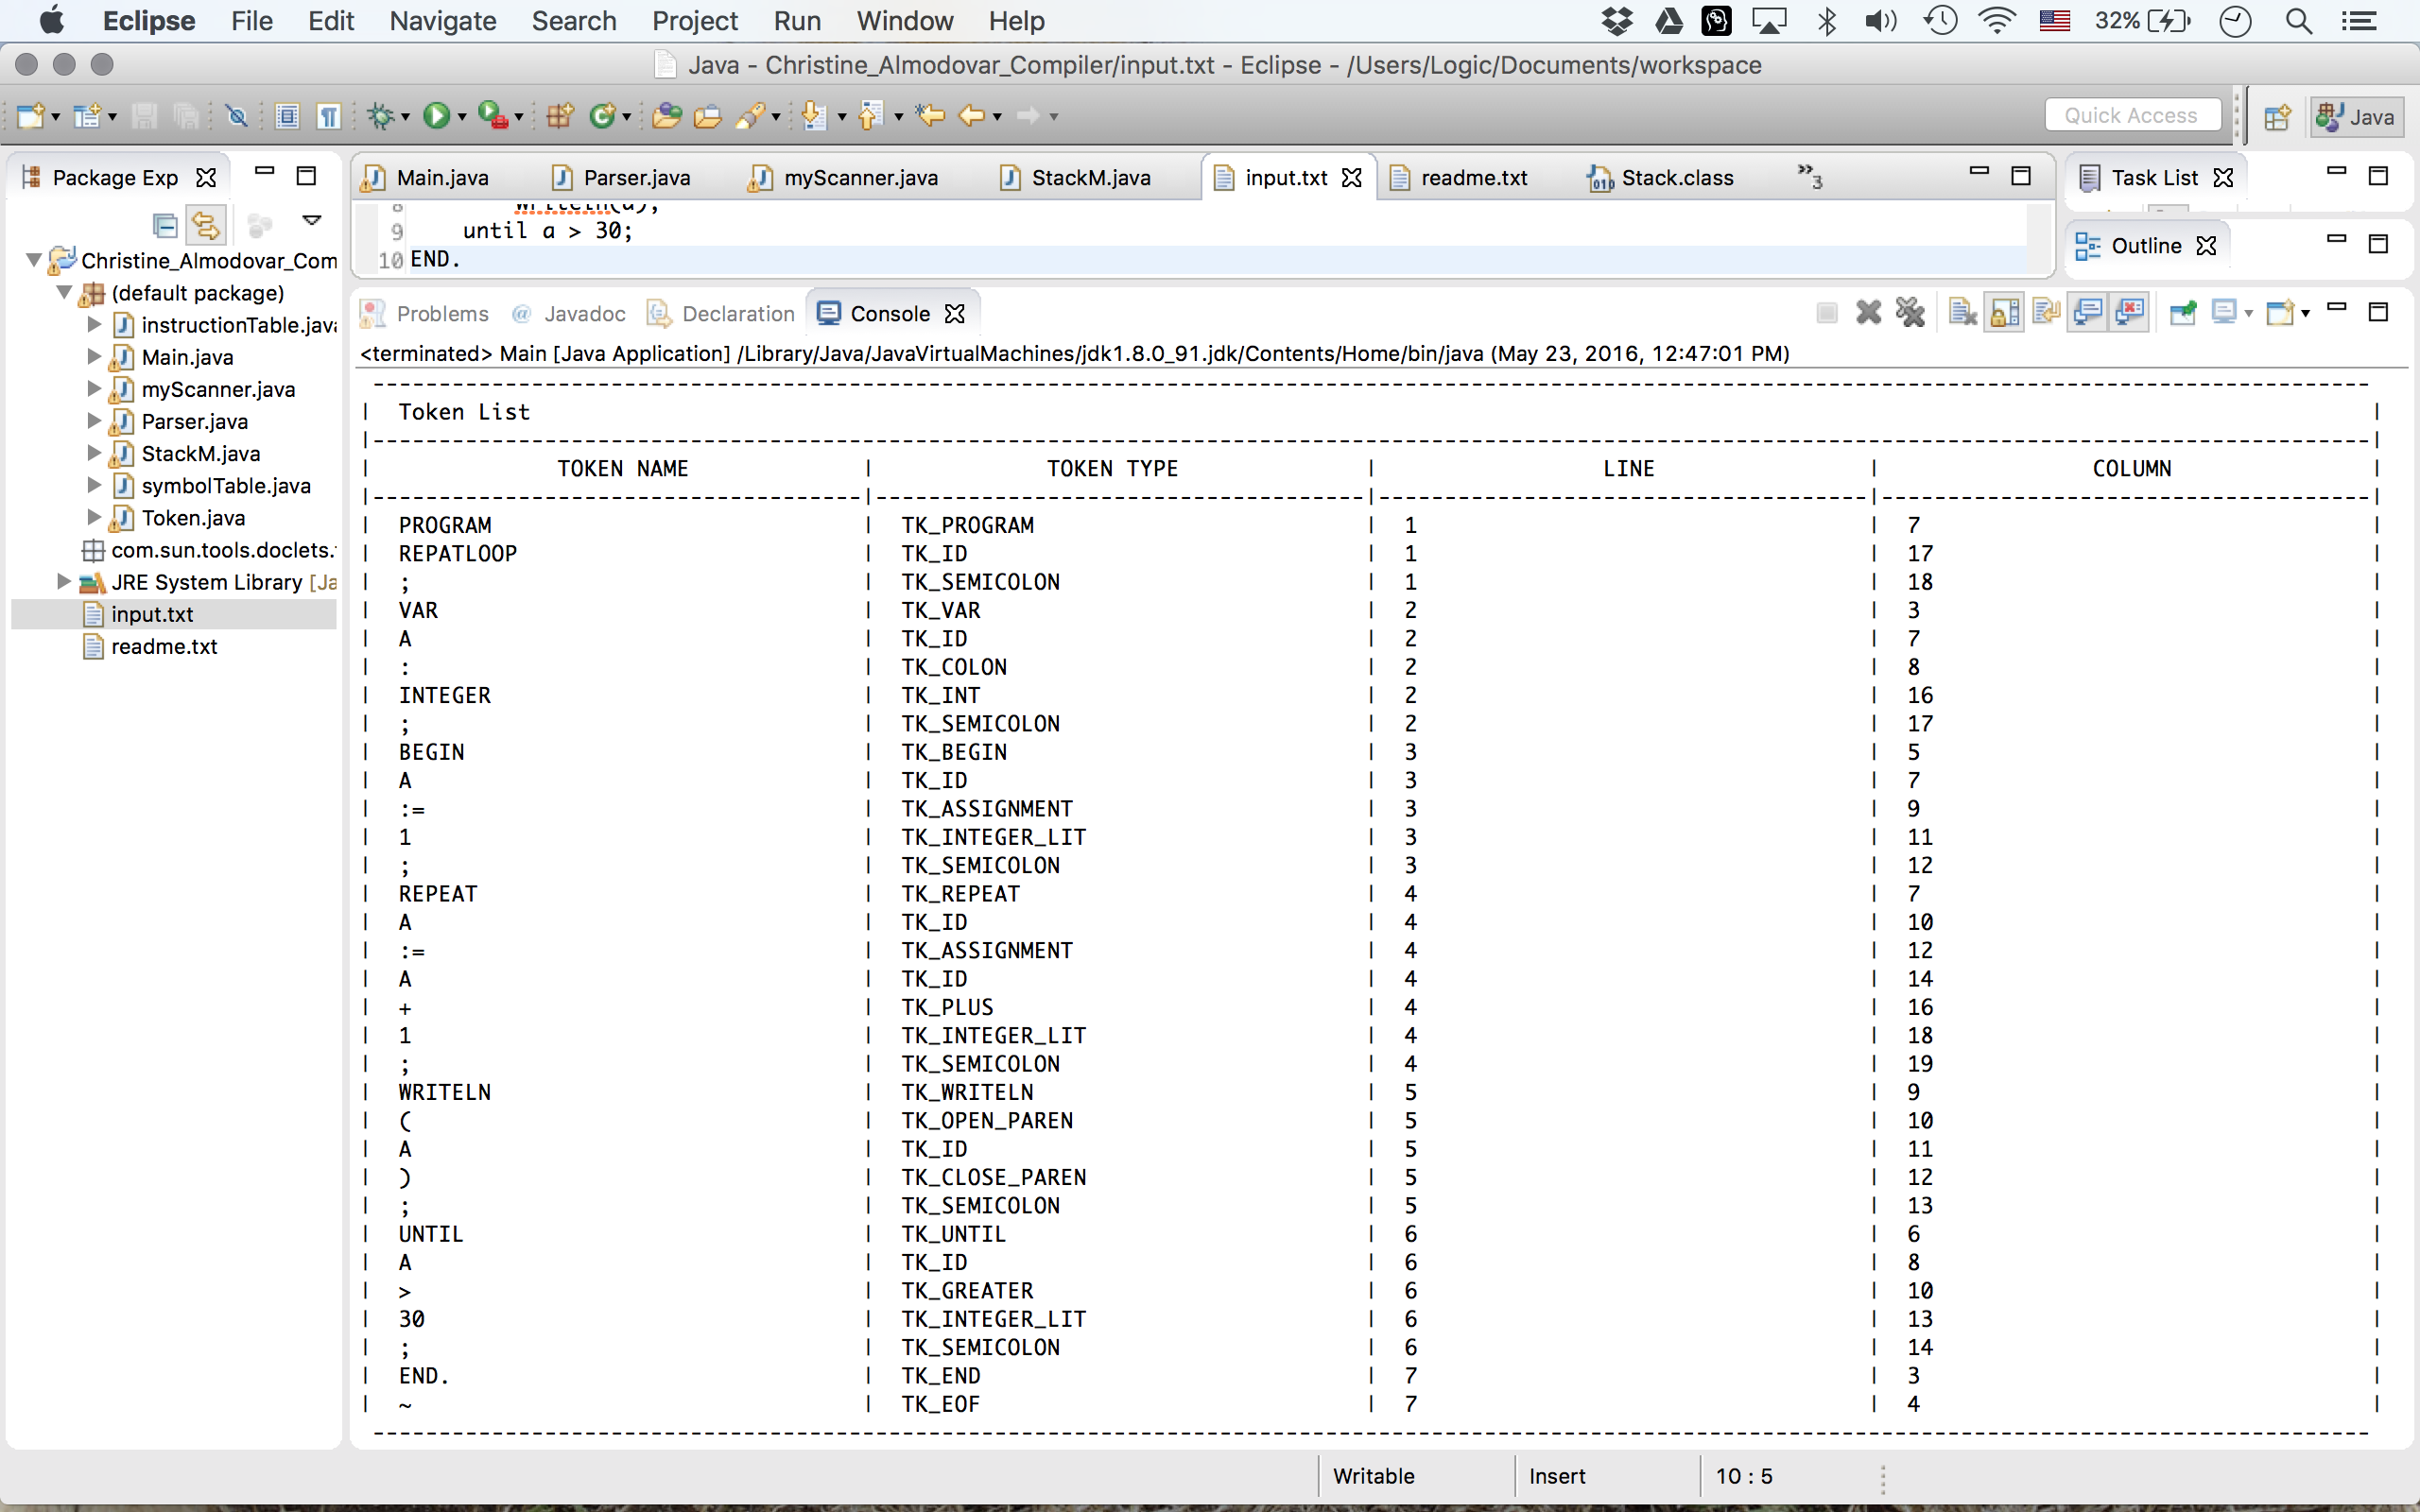 Eclipse File Edit Navigate Search Project Run Window Help 32%
Java - Christine_Almodovar_Compiler/input.txt - Eclipse - /Users/Logic/Documents/workspace
Quick Access Java
Package Exp
Christine_Almodovar_Com
(default package)
instructionTable.java
Main.java
myScanner.java
Parser.java
StackM.java
symbolTable.java
Token.java
com.sun.tools.doclets.
JRE System Library [Ja
input.txt
readme.txt
Main.java Parser.java myScanner.java StackM.java input.txt readme.txt Stack.class »3
8 writeln(a);
9 until a > 30;
10 END.
Task List
Outline
Problems @ Javadoc Declaration Console
<terminated> Main [Java Application] /Library/Java/JavaVirtualMachines/jdk1.8.0_91.jdk/Contents/Home/bin/java (May 23, 2016, 12:47:01 PM)
| Token List |
| TOKEN NAME | TOKEN TYPE | LINE | COLUMN |
| PROGRAM | TK_PROGRAM | 1 | 7 |
| REPATLOOP | TK_ID | 1 | 17 |
| ; | TK_SEMICOLON | 1 | 18 |
| VAR | TK_VAR | 2 | 3 |
| A | TK_ID | 2 | 7 |
| : | TK_COLON | 2 | 8 |
| INTEGER | TK_INT | 2 | 16 |
| ; | TK_SEMICOLON | 2 | 17 |
| BEGIN | TK_BEGIN | 3 | 5 |
| A | TK_ID | 3 | 7 |
| := | TK_ASSIGNMENT | 3 | 9 |
| 1 | TK_INTEGER_LIT | 3 | 11 |
| ; | TK_SEMICOLON | 3 | 12 |
| REPEAT | TK_REPEAT | 4 | 7 |
| A | TK_ID | 4 | 10 |
| := | TK_ASSIGNMENT | 4 | 12 |
| A | TK_ID | 4 | 14 |
| + | TK_PLUS | 4 | 16 |
| 1 | TK_INTEGER_LIT | 4 | 18 |
| ; | TK_SEMICOLON | 4 | 19 |
| WRITELN | TK_WRITELN | 5 | 9 |
| ( | TK_OPEN_PAREN | 5 | 10 |
| A | TK_ID | 5 | 11 |
| ) | TK_CLOSE_PAREN | 5 | 12 |
| ; | TK_SEMICOLON | 5 | 13 |
| UNTIL | TK_UNTIL | 6 | 6 |
| A | TK_ID | 6 | 8 |
| > | TK_GREATER | 6 | 10 |
| 30 | TK_INTEGER_LIT | 6 | 13 |
| ; | TK_SEMICOLON | 6 | 14 |
| END. | TK_END | 7 | 3 |
| ~ | TK_EOF | 7 | 4 |
Writable Insert 10 : 5